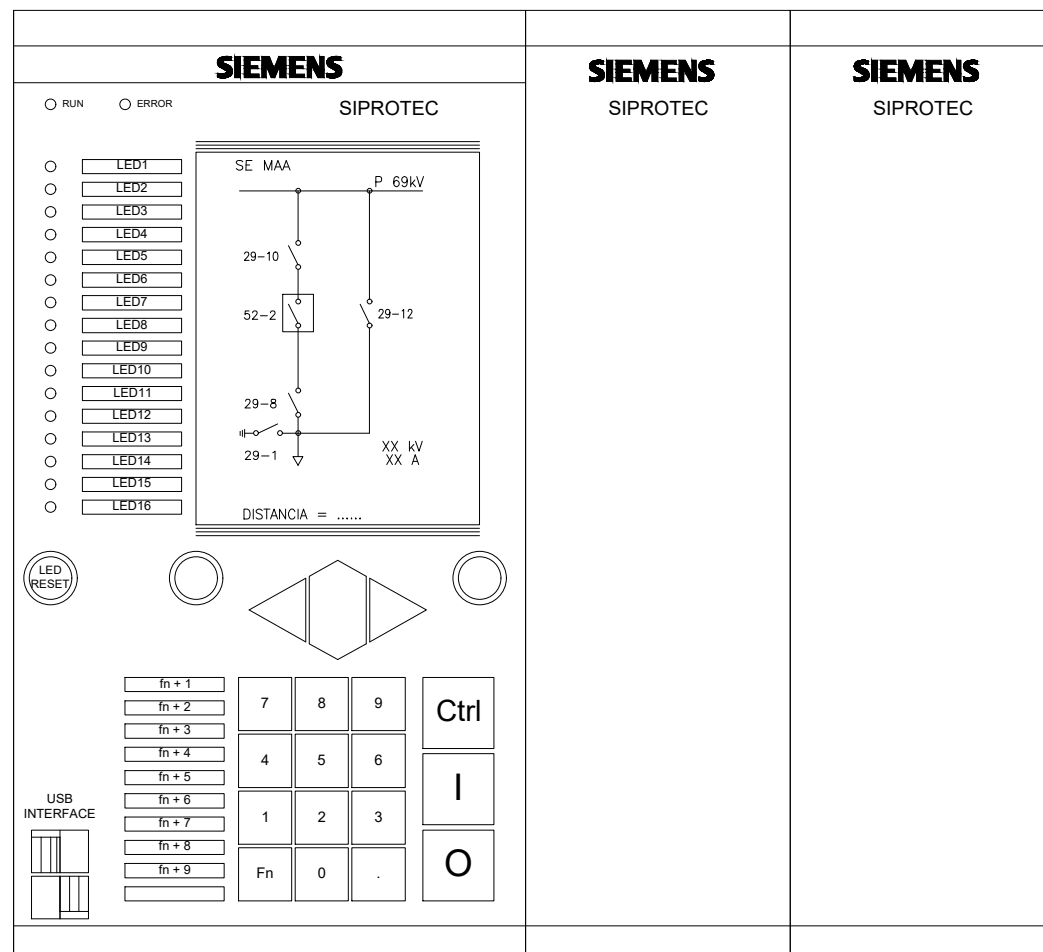 SIEMENS
SIEMENS
SIEMENS
RUN
ERROR
SIPROTEC
SIPROTEC
SIPROTEC
LED1
LED2
LED3
LED4
LED5
LED6
LED7
LED8
LED9
LED10
LED11
LED12
LED13
LED14
LED15
LED16
SE MAA
P 69kV
29-10
52-2
29-12
29-8
29-1
XX kV
XX A
DISTANCIA = ......
LED
RESET
fn + 1
fn + 2
fn + 3
fn + 4
fn + 5
fn + 6
fn + 7
fn + 8
fn + 9
7 8 9
4 5 6
1 2 3
Fn 0 .
Ctrl
I
O
USB
INTERFACE